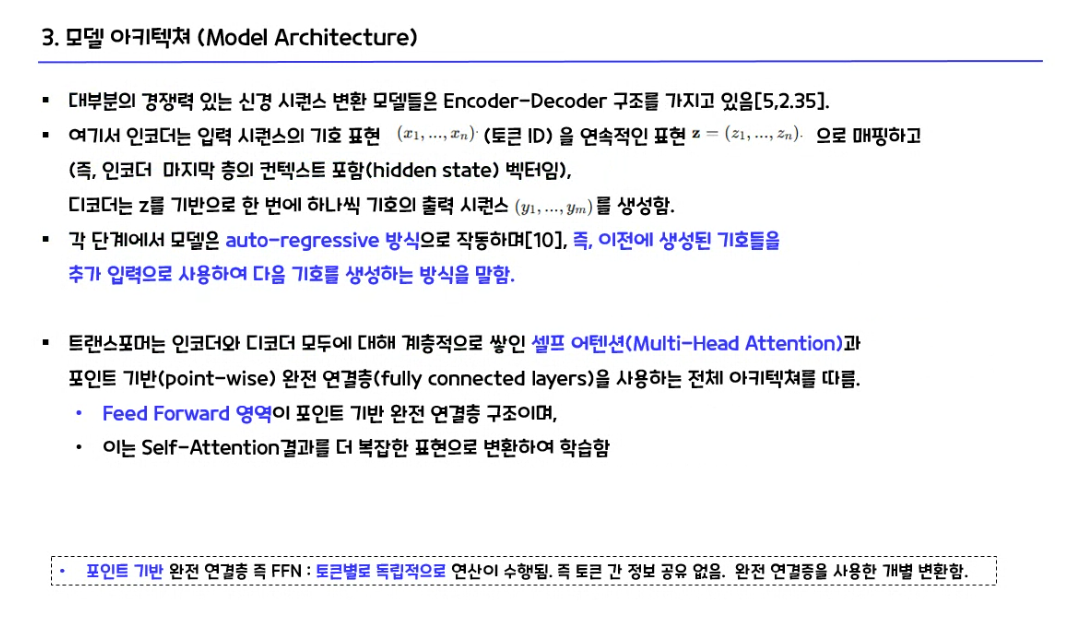 3. 모델 아키텍쳐 (Model Architecture)
▪ 대부분의 경쟁력 있는 신경 시퀀스 변환 모델들은 Encoder-Decoder 구조를 가지고 있음[5,2.35].
▪ 여기서 인코더는 입력 시퀀스의 기호 표현 (x₁,...,xₙ) (토큰 ID) 을 연속적인 표현 z = (z₁,...,zₙ). 으로 매핑하고
(즉, 인코더 마지막 층의 컨텍스트 포함(hidden state) 벡터임),
디코더는 z를 기반으로 한 번에 하나씩 기호의 출력 시퀀스 (y₁,...,yₘ)를 생성함.
▪ 각 단계에서 모델은 auto-regressive 방식으로 작동하며[10], 즉, 이전에 생성된 기호들을
추가 입력으로 사용하여 다음 기호를 생성하는 방식을 말함.
▪ 트랜스포머는 인코더와 디코더 모두에 대해 계층적으로 쌓인 셀프 어텐션(Multi-Head Attention)과
포인트 기반(point-wise) 완전 연결층(fully connected layers)을 사용하는 전체 아키텍쳐를 따름.
• Feed Forward 영역이 포인트 기반 완전 연결층 구조이며,
• 이는 Self-Attention결과를 더 복잡한 표현으로 변환하여 학습함
• 포인트 기반 완전 연결층 즉 FFN : 토큰별로 독립적으로 연산이 수행됨. 즉 토큰 간 정보 공유 없음. 완전 연결증을 사용한 개별 변환함.